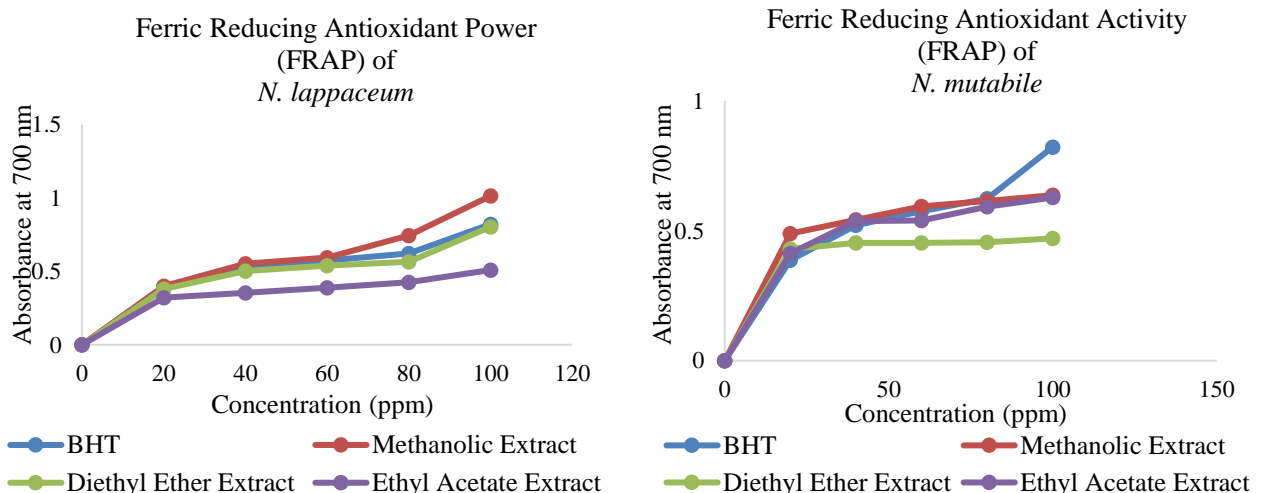 Ferric Reducing Antioxidant Power
(FRAP) of
N. lappaceum
Absorbance at 700 nm
1.5
1
0.5
0
0 20 40 60 80 100 120
Concentration (ppm)
BHT Methanolic Extract
Diethyl Ether Extract Ethyl Acetate Extract
Ferric Reducing Antioxidant Activity
(FRAP) of
N. mutabile
Absorbance at 700 nm
1
0.5
0
0 50 100 150
Concentration (ppm)
BHT Methanolic Extract
Diethyl Ether Extract Ethyl Acetate Extract